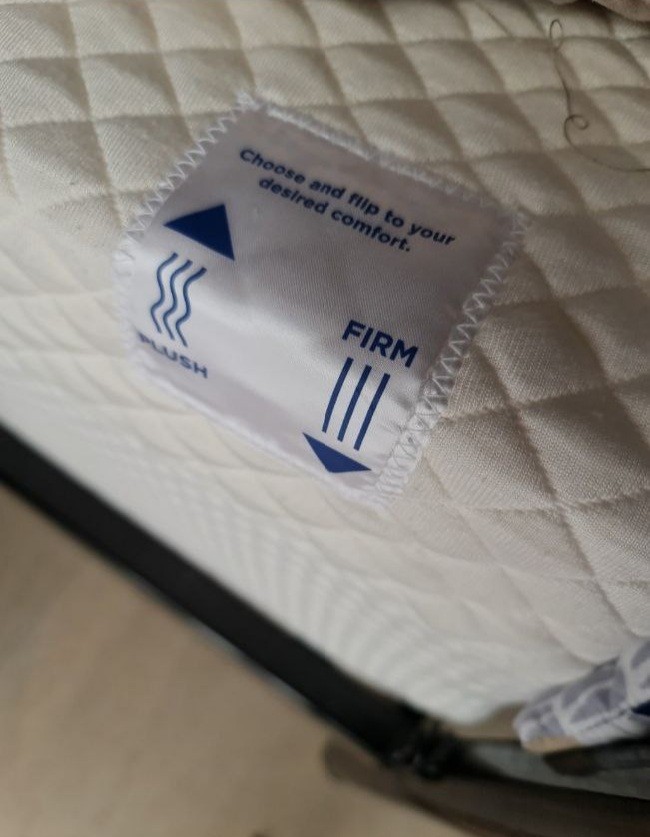 Choose and flip to your
desired comfort.
FIRM
PLUSH